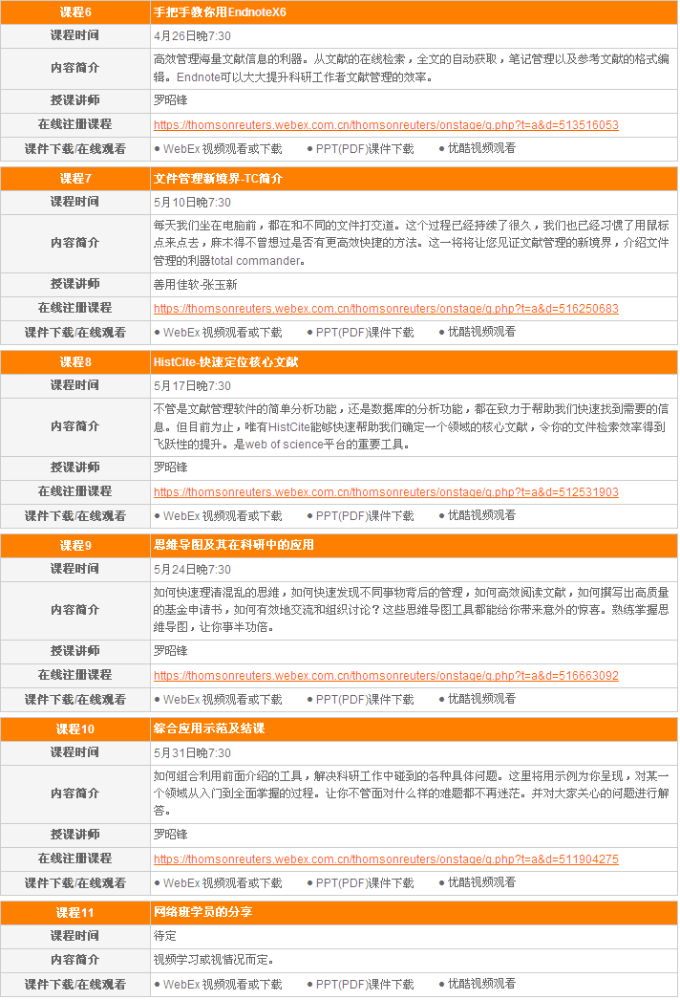 课程6 手把手教你用EndnoteX6
课程时间 4月26日晚7:30
内容简介 高效管理海量文献信息的利器。从文献的在线检索，全文的自动获取，笔记管理以及参考文献的格式编
辑。Endnote可以大大提升科研工作者文献管理的效率。
授课讲师 罗昭锋
在线注册课程 https://thomsonreuters.webex.com.cn/thomsonreuters/onstage/g.php?t=a&d=513516053
课件下载/在线观看 ● WebEx 视频观看或下载 ● PPT(PDF)课件下载 ● 优酷视频观看
课程7 文件管理新境界-TC简介
课程时间 5月10日晚7:30
内容简介 每天我们坐在电脑前，都在和不同的文件打交道。这个过程已经持续了很久，我们也已经习惯了用鼠标
点来点去，麻木得不曾想过是否有更高效快捷的方法。这一将将让您见证文献管理的新境界，介绍文件
管理的利器total commander。
授课讲师 善用佳软-张玉新
在线注册课程 https://thomsonreuters.webex.com.cn/thomsonreuters/onstage/g.php?t=a&d=516250683
课件下载/在线观看 ● WebEx 视频观看或下载 ● PPT(PDF)课件下载 ● 优酷视频观看
课程8 HistCite-快速定位核心文献
课程时间 5月17日晚7:30
内容简介 不管是文献管理软件的简单分析功能，还是数据库的分析功能，都在致力于帮助我们快速找到需要的信
息。但目前为止，唯有HistCite能够快速帮助我们确定一个领域的核心文献，令你的文件检索效率得到
飞跃性的提升。是web of science平台的重要工具。
授课讲师 罗昭锋
在线注册课程 https://thomsonreuters.webex.com.cn/thomsonreuters/onstage/g.php?t=a&d=512531903
课件下载/在线观看 ● WebEx 视频观看或下载 ● PPT(PDF)课件下载 ● 优酷视频观看
课程9 思维导图及其在科研中的应用
课程时间 5月24日晚7:30
内容简介 如何快速理清混乱的思维，如何快速发现不同事物背后的管理，如何高效阅读文献，如何撰写出高质量
的基金申请书，如何有效地交流和组织讨论？这些思维导图工具都能给你带来意外的惊喜。熟练掌握思
维导图，让你事半功倍。
授课讲师 罗昭锋
在线注册课程 https://thomsonreuters.webex.com.cn/thomsonreuters/onstage/g.php?t=a&d=516663092
课件下载/在线观看 ● WebEx 视频观看或下载 ● PPT(PDF)课件下载 ● 优酷视频观看
课程10 综合应用示范及结课
课程时间 5月31日晚7:30
内容简介 如何组合利用前面介绍的工具，解决科研工作中碰到的各种具体问题。这里将用示例为你呈现，对某一
个领域从入门到全面掌握的过程。让你不管面对什么样的难题都不再迷茫。并对大家关心的问题进行解
答。
授课讲师 罗昭锋
在线注册课程 https://thomsonreuters.webex.com.cn/thomsonreuters/onstage/g.php?t=a&d=511904275
课件下载/在线观看 ● WebEx 视频观看或下载 ● PPT(PDF)课件下载 ● 优酷视频观看
课程11 网络班学员的分享
课程时间 待定
内容简介 视频学习或视情况而定。
课件下载/在线观看 ● WebEx 视频观看或下载 ● PPT(PDF)课件下载 ● 优酷视频观看